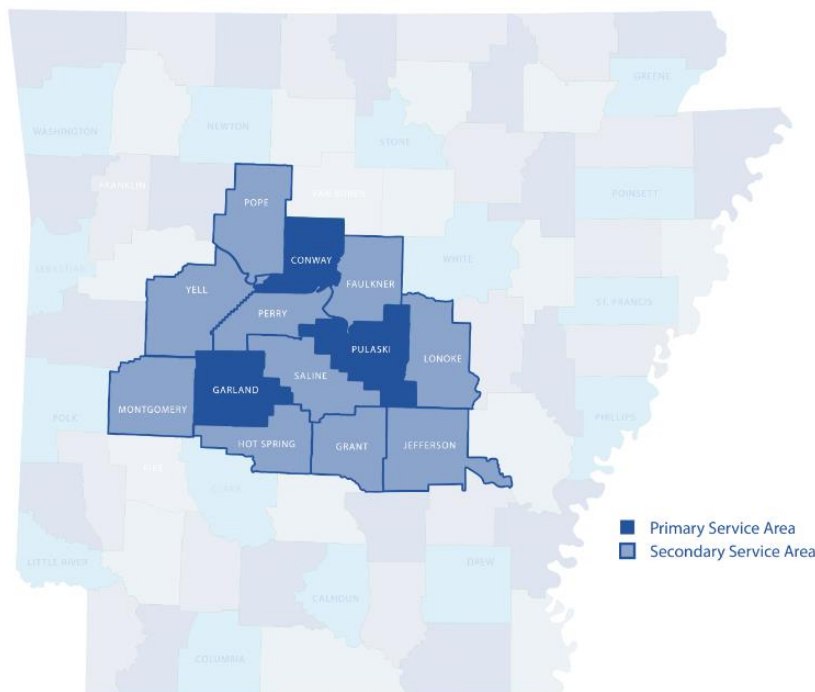 GREENE
WASHINGTON
NEWTON
STONE
FRANKLIN
VAN BUREN
POINSETT
POPE
CONWAY
WHITE
SEBASTIAN
FAULKNER
YELL
ST. FRANCIS
PERRY
PULASKI
LONOKE
SALINE
GARLAND
MONTGOMERY
POLK
PHILLIPS
HOT SPRING
GRANT
JEFFERSON
PIKE
CLARK
Primary Service Area
Secondary Service Area
LITTLE RIVER
DREW
CALHOUN
COLUMBIA